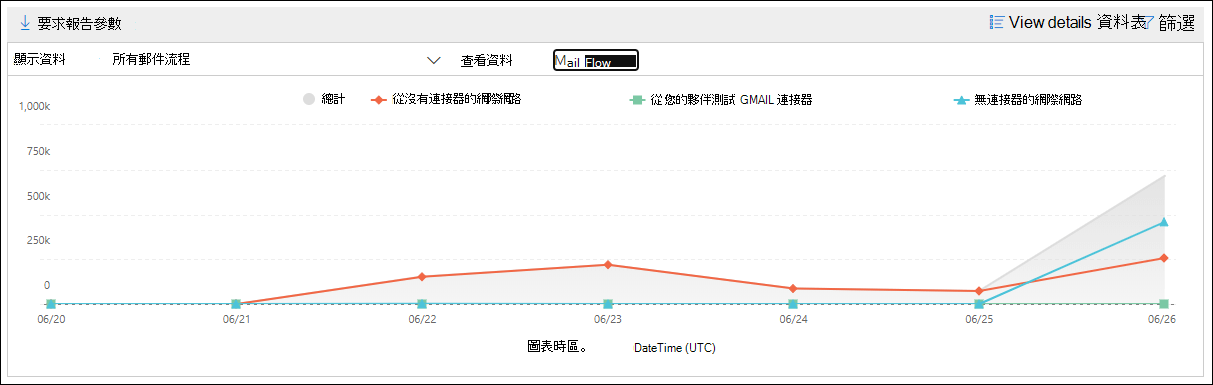 要求報告參數 View details 資料表 篩選
顯示資料 所有郵件流程 查看資料 Mail Flow
總計 從沒有連接器的網際網路 從您的夥伴測試 GMAIL 連接器 無連接器的網際網路
1,000k
750k
500k
250k
0
06/20 06/21 06/22 06/23 06/24 06/25 06/26
圖表時區。 DateTime (UTC)